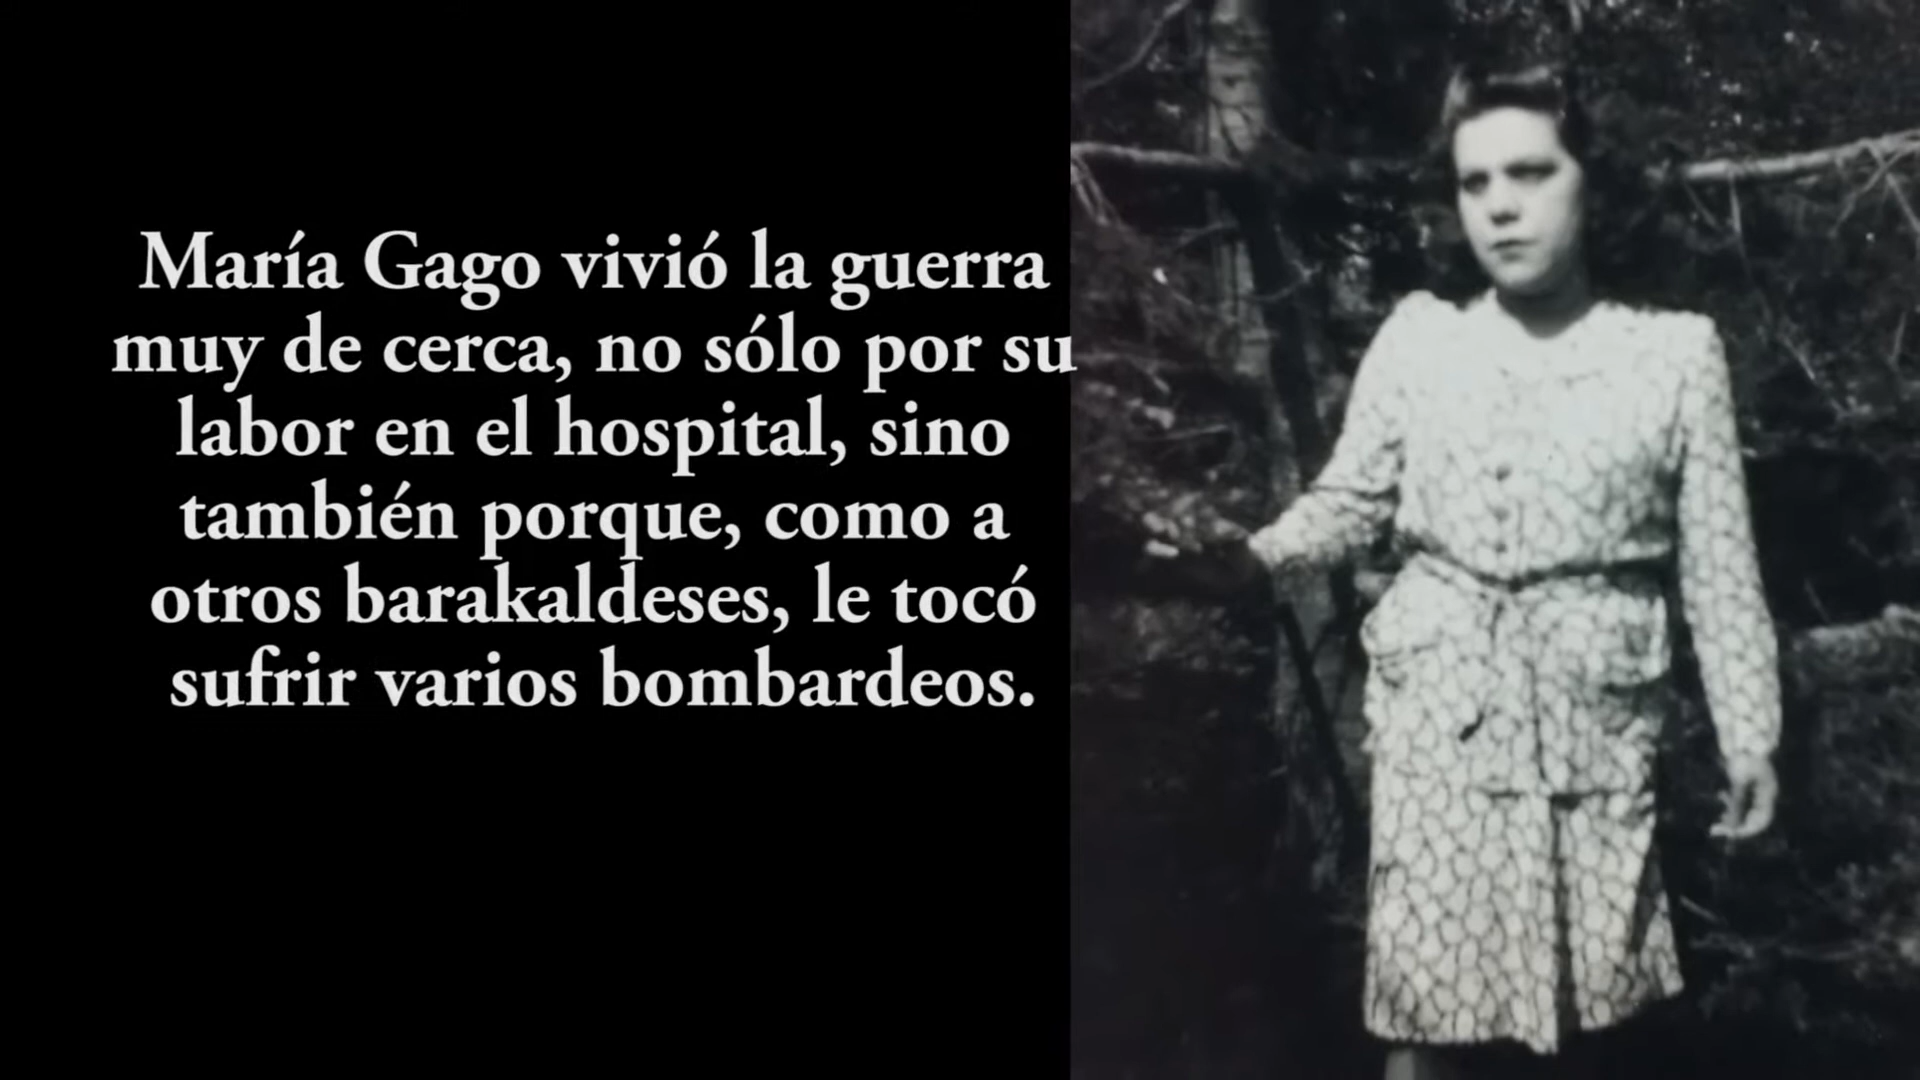 María Gago vivió la guerra
muy de cerca, no sólo por su
labor en el hospital, sino
también porque, como a
otros barakaldeses, le tocó
sufrir varios bombardeos.